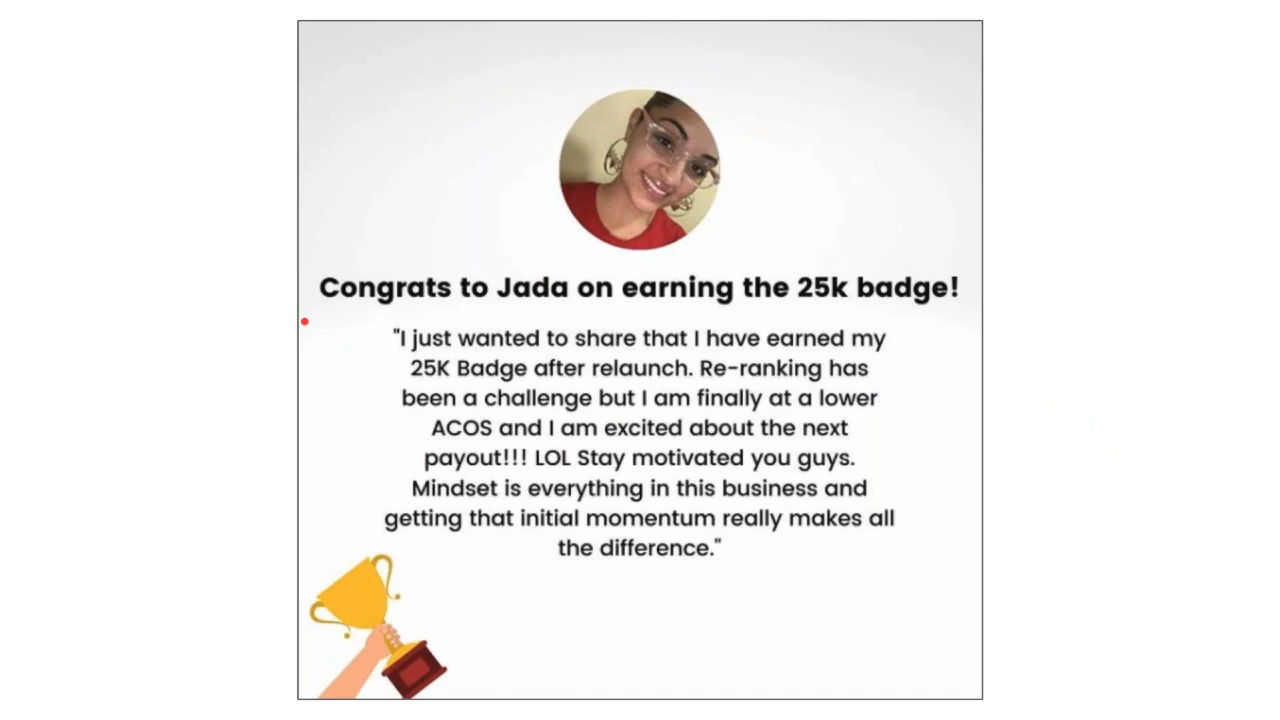 Congrats to Jada on earning the 25k badge!
"I just wanted to share that I have earned my
25K Badge after relaunch. Re-ranking has
been a challenge but I am finally at a lower
ACOS and I am excited about the next
payout!!! LOL Stay motivated you guys.
Mindset is everything in this business and
getting that initial momentum really makes all
the difference."